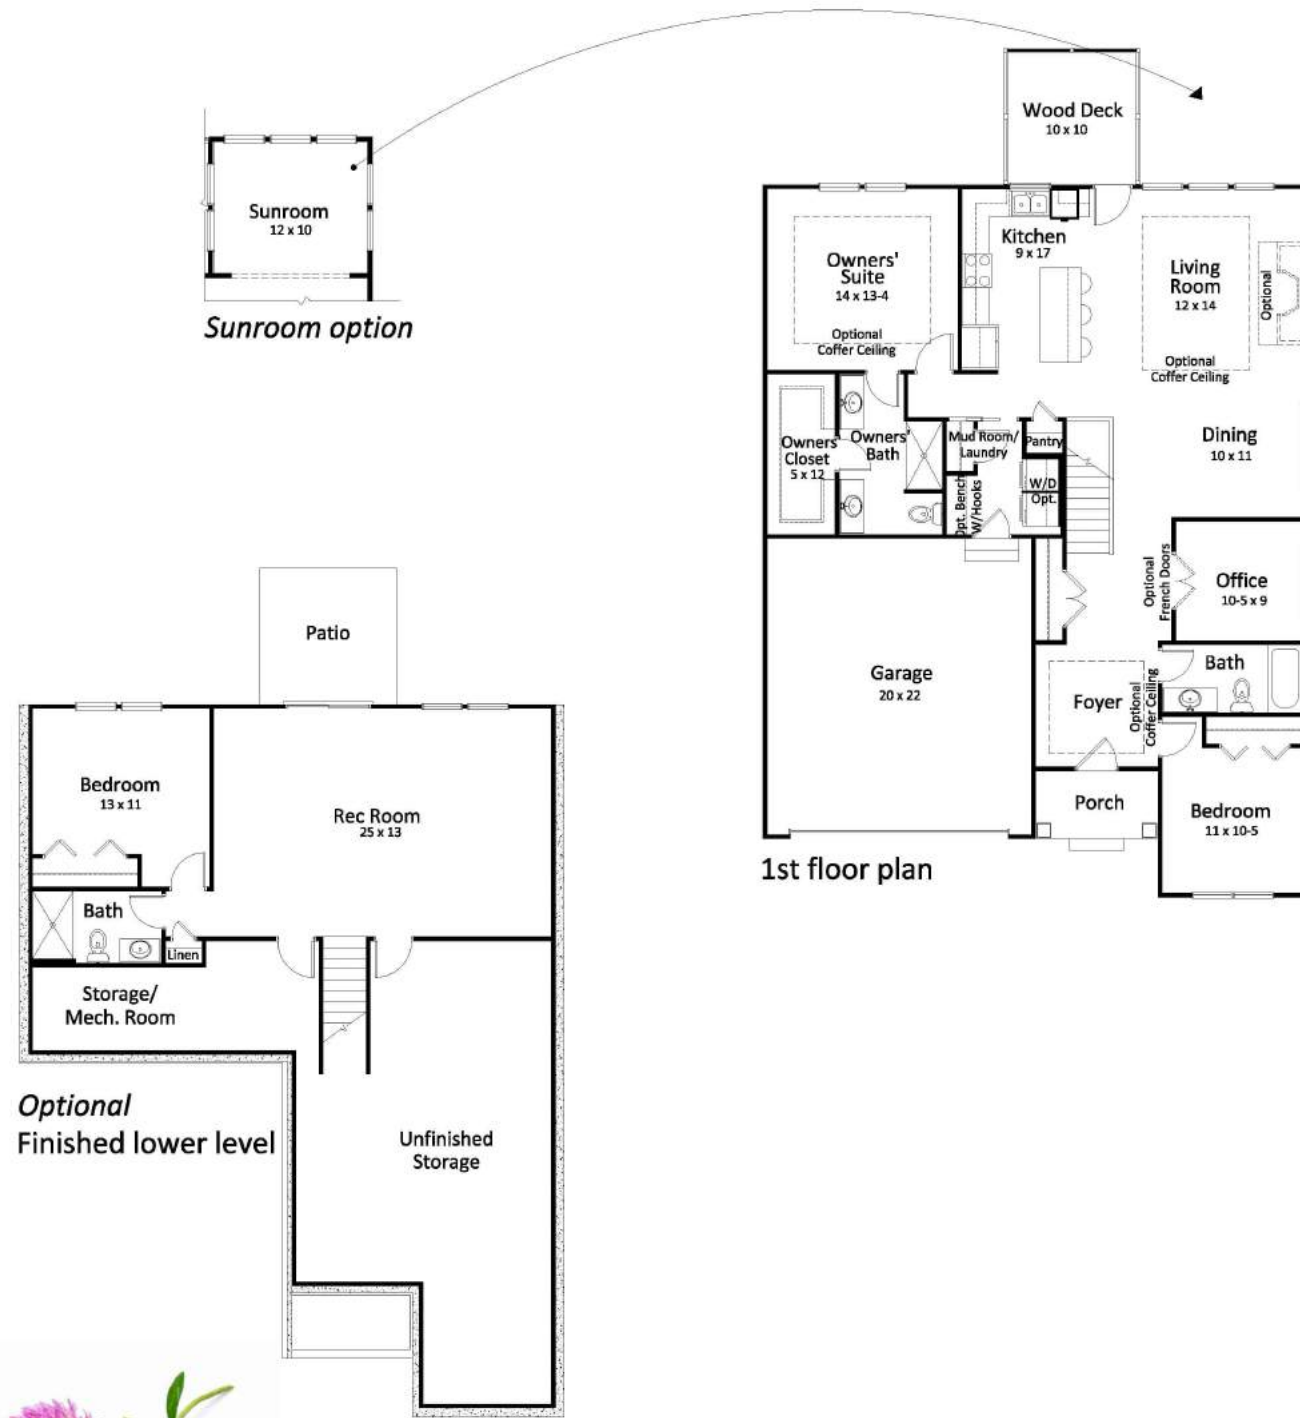 Sunroom
12 x 10
Sunroom option
Wood Deck
10 x 10
Owners'
Suite
14 x 13-4
Optional
Coffer Ceiling
Kitchen
9 x 17
Living
Room
12 x 14
Optional
Optional
Coffer Ceiling
Owners'
Closet
5 x 12
Owners'
Bath
Mud Room/
Laundry
Pantry
Dining
10 x 11
W/D
Opt.
Opt. Bench
W/Hooks
Optional
French Doors
Office
10-5 x 9
Garage
20 x 22
Foyer
Optional
Coffer Ceiling
Bath
Porch
Bedroom
11 x 10-5
1st floor plan
Patio
Bedroom
13 x 11
Rec Room
25 x 13
Bath
Linen
Storage/
Mech. Room
Unfinished
Storage
Optional
Finished lower level